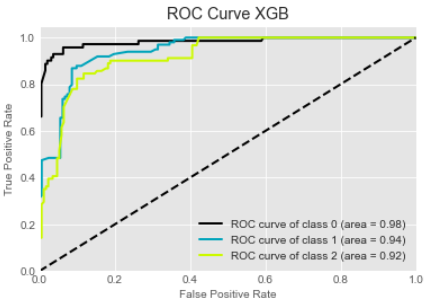 ROC Curve XGB
True Positive Rate
1.0
0.8
0.6
0.4
0.2
0.0
ROC curve of class 0 (area = 0.98)
ROC curve of class 1 (area = 0.94)
ROC curve of class 2 (area = 0.92)
0.0 0.2 0.4 0.6 0.8 1.0
False Positive Rate